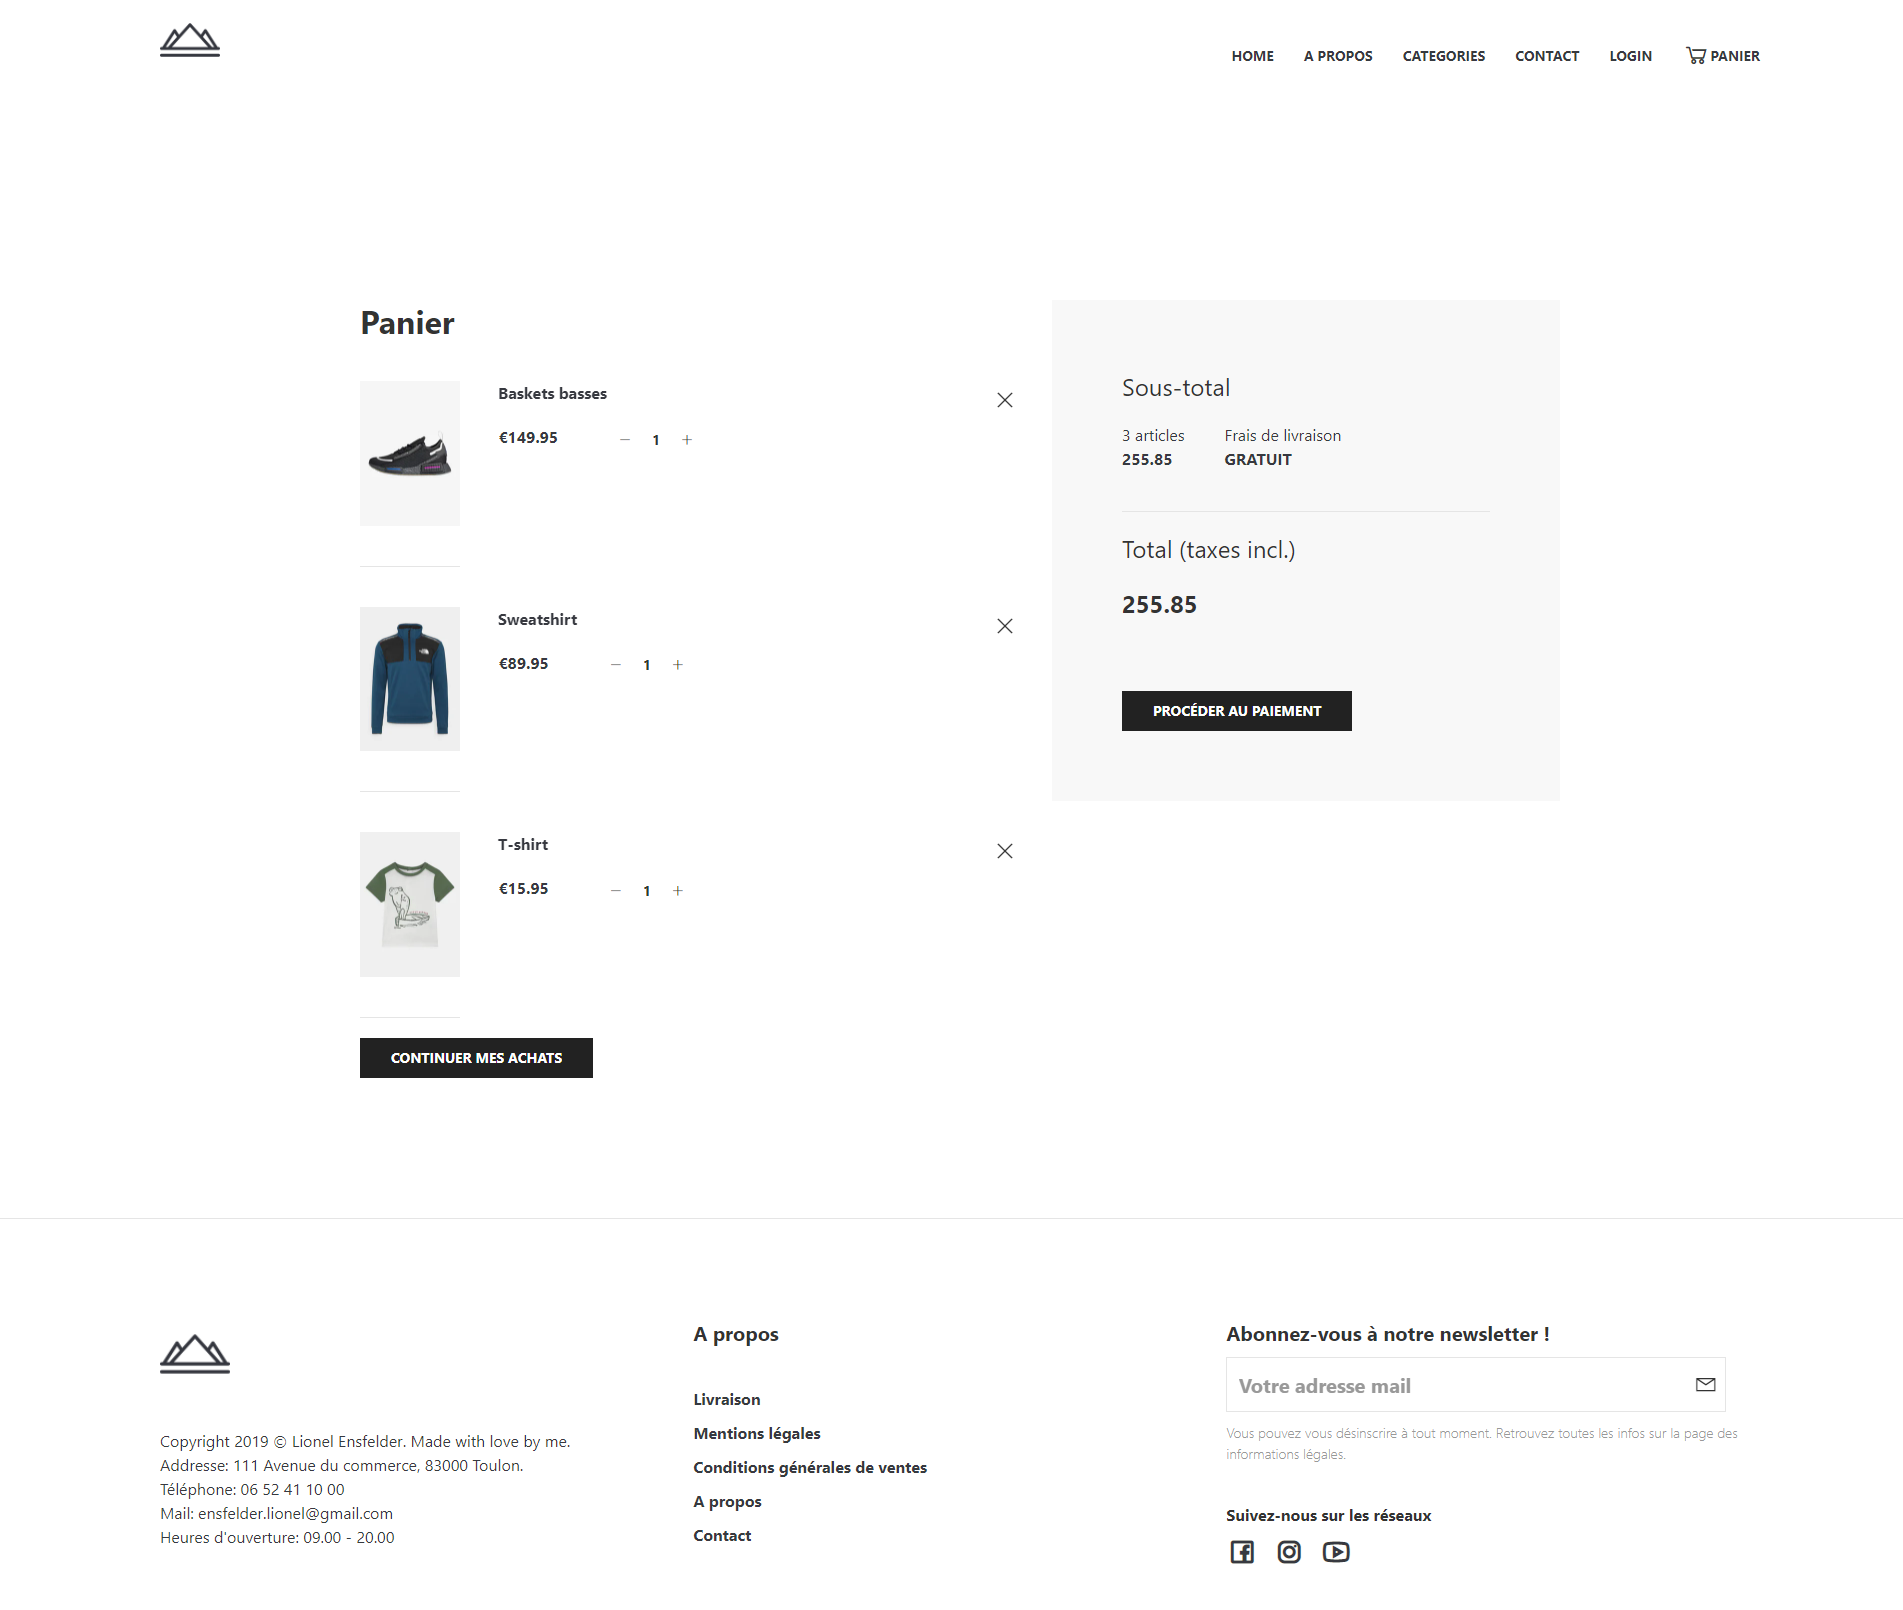 HOME
A PROPOS
CATEGORIES
CONTACT
LOGIN
PANIER
Panier
Baskets basses
€149.95
− 1 +
Sweatshirt
€89.95
− 1 +
T-shirt
€15.95
− 1 +
CONTINUER MES ACHATS
Sous-total
3 articles
255.85
Frais de livraison
GRATUIT
Total (taxes incl.)
255.85
PROCÉDER AU PAIEMENT
Copyright 2019 © Lionel Ensfelder. Made with love by me.
Addresse: 111 Avenue du commerce, 83000 Toulon.
Téléphone: 06 52 41 10 00
Mail: ensfelder.lionel@gmail.com
Heures d'ouverture: 09.00 - 20.00
A propos
Livraison
Mentions légales
Conditions générales de ventes
A propos
Contact
Abonnez-vous à notre newsletter !
Votre adresse mail
Vous pouvez vous désinscrire à tout moment. Retrouvez toutes les infos sur la page des
informations légales.
Suivez-nous sur les réseaux